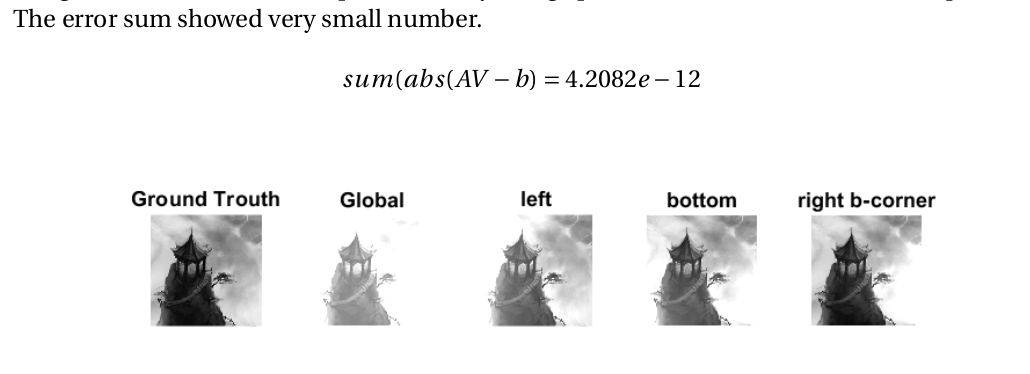 The error sum showed very small number.
sum(abs(AV − b) = 4.2082e − 12
Ground Trouth Global left bottom right b-corner